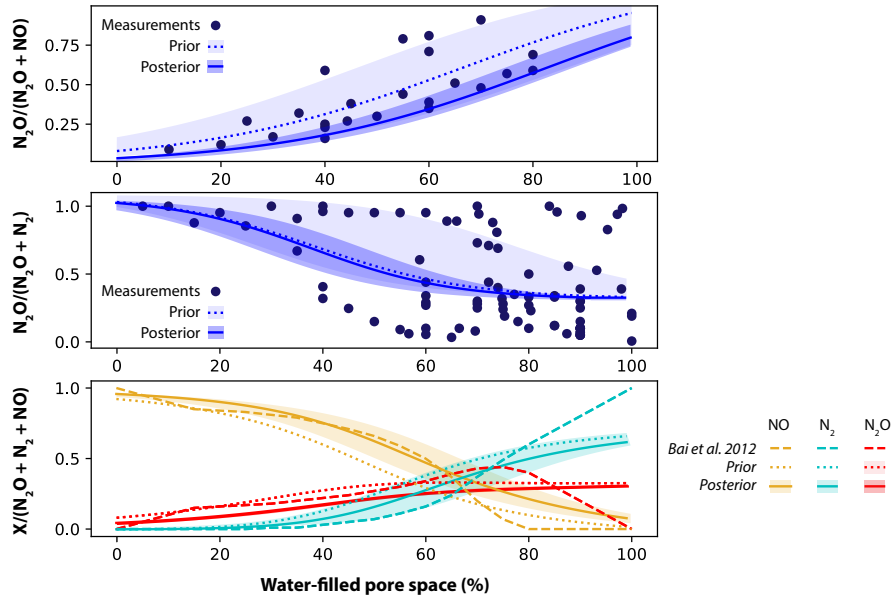 N₂O/(N₂O + NO)
0.75
0.50
0.25
Measurements
Prior
Posterior
0 20 40 60 80 100
N₂O/(N₂O + N₂)
1.0
0.5
0.0
Measurements
Prior
Posterior
0 20 40 60 80 100
X/(N₂O + N₂ + NO)
1.0
0.5
0.0
0 20 40 60 80 100
Water-filled pore space (%)
NO N₂ N₂O
Bai et al. 2012
Prior
Posterior